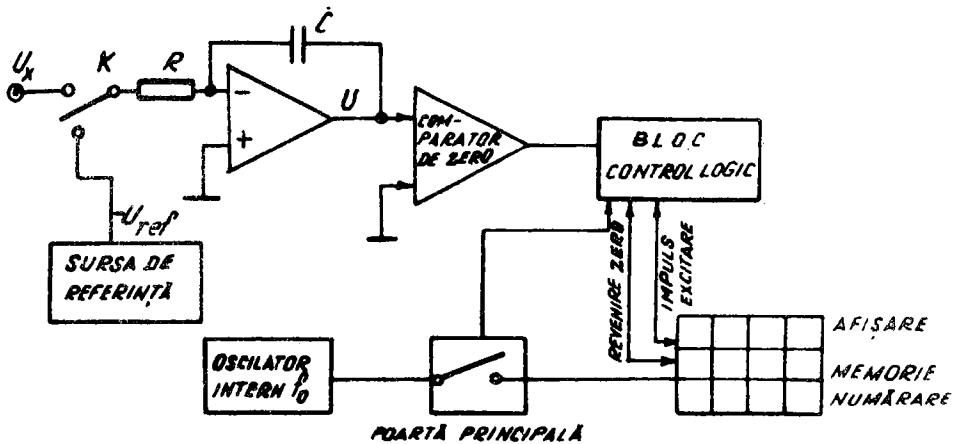 C
U_x
K
R
−
+
U
COM-
PARATOR
DE ZERO
BLOC
CONTROL LOGIC
-U_ref
SURSA DE
REFERINȚĂ
REVENIRE ZERO
IMPULS
EXCITARE
OSCILATOR
INTERN f_0
AFIȘARE
MEMORIE
NUMĂRARE
POARTĂ PRINCIPALĂ